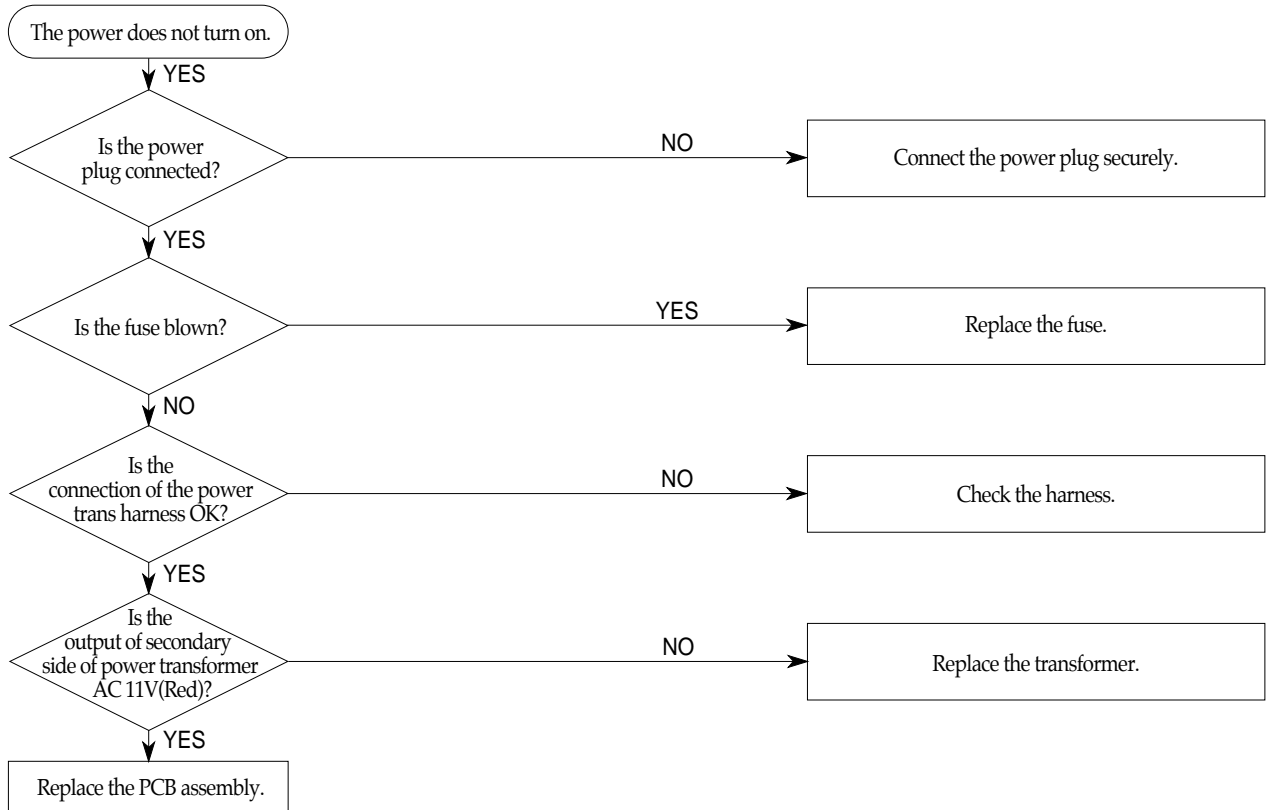 The power does not turn on.
YES
Is the power
plug connected?
NO
Connect the power plug securely.
YES
Is the fuse blown?
YES
Replace the fuse.
NO
Is the
connection of the power
trans harness OK?
NO
Check the harness.
YES
Is the
output of secondary
side of power transformer
AC 11V(Red)?
NO
Replace the transformer.
YES
Replace the PCB assembly.